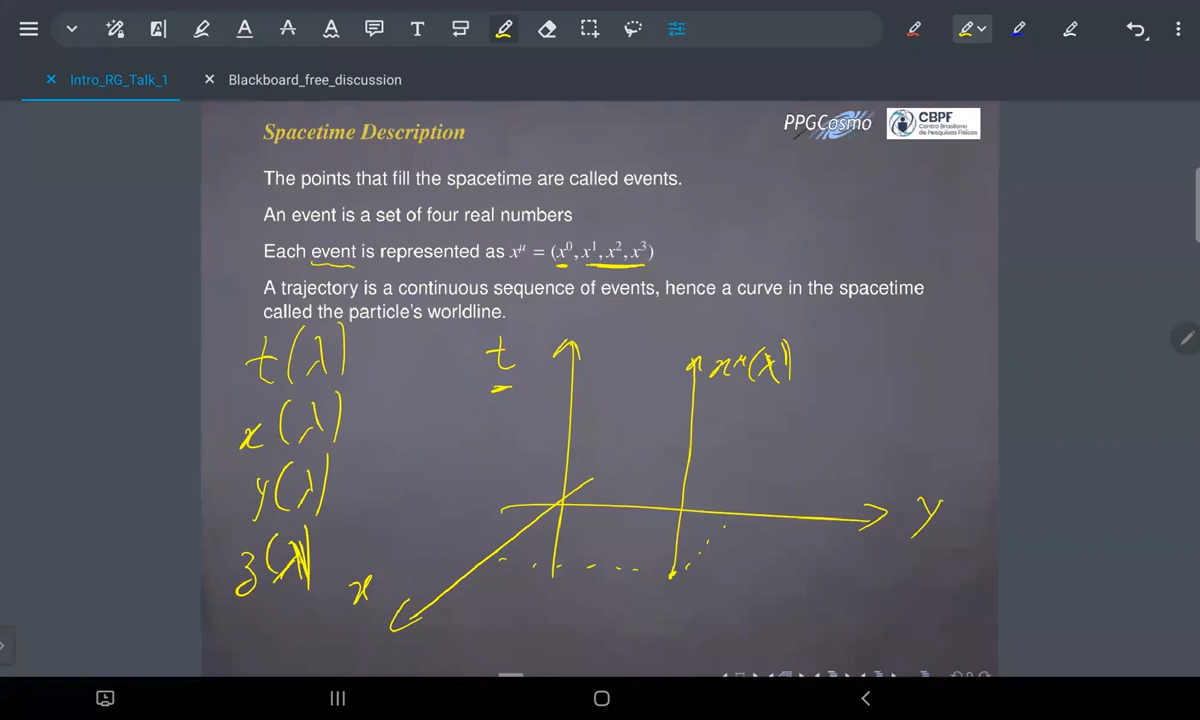 Intro_RG_Talk_1
Blackboard_free_discussion
Spacetime Description
PPGCosmo
CBPF
Centro Brasileiro
de Pesquisas Físicas
The points that fill the spacetime are called events.
An event is a set of four real numbers
Each event is represented as x^μ = (x^0, x^1, x^2, x^3)
A trajectory is a continuous sequence of events, hence a curve in the spacetime
called the particle's worldline.
t(λ)
x(λ)
y(λ)
z(λ)
t
x^μ(λ)
y
x